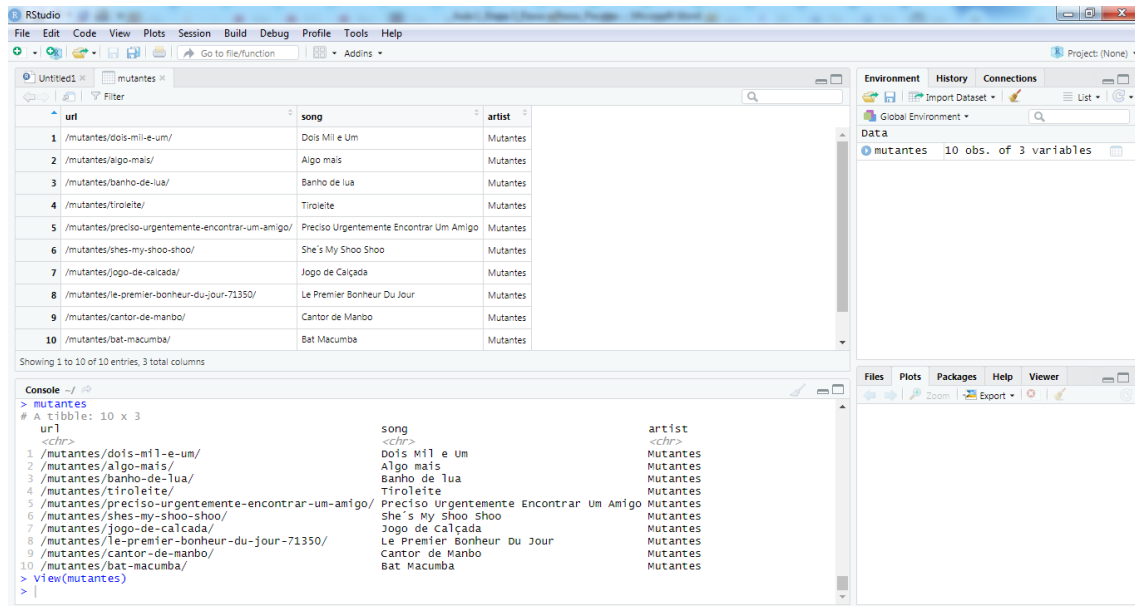 RStudio
File Edit Code View Plots Session Build Debug Profile Tools Help
Go to file/function Addins
Project: (None)
Untitled1 × mutantes ×
Filter
url song artist
1 /mutantes/dois-mil-e-um/ Dois Mil e Um Mutantes
2 /mutantes/algo-mais/ Algo mais Mutantes
3 /mutantes/banho-de-lua/ Banho de lua Mutantes
4 /mutantes/tiroleite/ Tiroleite Mutantes
5 /mutantes/preciso-urgentemente-encontrar-um-amigo/ Preciso Urgentemente Encontrar Um Amigo Mutantes
6 /mutantes/shes-my-shoo-shoo/ She´s My Shoo Shoo Mutantes
7 /mutantes/jogo-de-calcada/ Jogo de Calçada Mutantes
8 /mutantes/le-premier-bonheur-du-jour-71350/ Le Premier Bonheur Du Jour Mutantes
9 /mutantes/cantor-de-manbo/ Cantor de Manbo Mutantes
10 /mutantes/bat-macumba/ Bat Macumba Mutantes
Showing 1 to 10 of 10 entries, 3 total columns
Console ~/
> mutantes
# A tibble: 10 x 3
url song artist
<chr> <chr> <chr>
1 /mutantes/dois-mil-e-um/ Dois Mil e Um Mutantes
2 /mutantes/algo-mais/ Algo mais Mutantes
3 /mutantes/banho-de-lua/ Banho de lua Mutantes
4 /mutantes/tiroleite/ Tiroleite Mutantes
5 /mutantes/preciso-urgentemente-encontrar-um-amigo/ Preciso Urgentemente Encontrar Um Amigo Mutantes
6 /mutantes/shes-my-shoo-shoo/ She´s My Shoo Shoo Mutantes
7 /mutantes/jogo-de-calcada/ Jogo de Calçada Mutantes
8 /mutantes/le-premier-bonheur-du-jour-71350/ Le Premier Bonheur Du Jour Mutantes
9 /mutantes/cantor-de-manbo/ Cantor de Manbo Mutantes
10 /mutantes/bat-macumba/ Bat Macumba Mutantes
> View(mutantes)
>
Environment History Connections
Import Dataset List
Global Environment
Data
mutantes 10 obs. of 3 variables
Files Plots Packages Help Viewer
Zoom Export